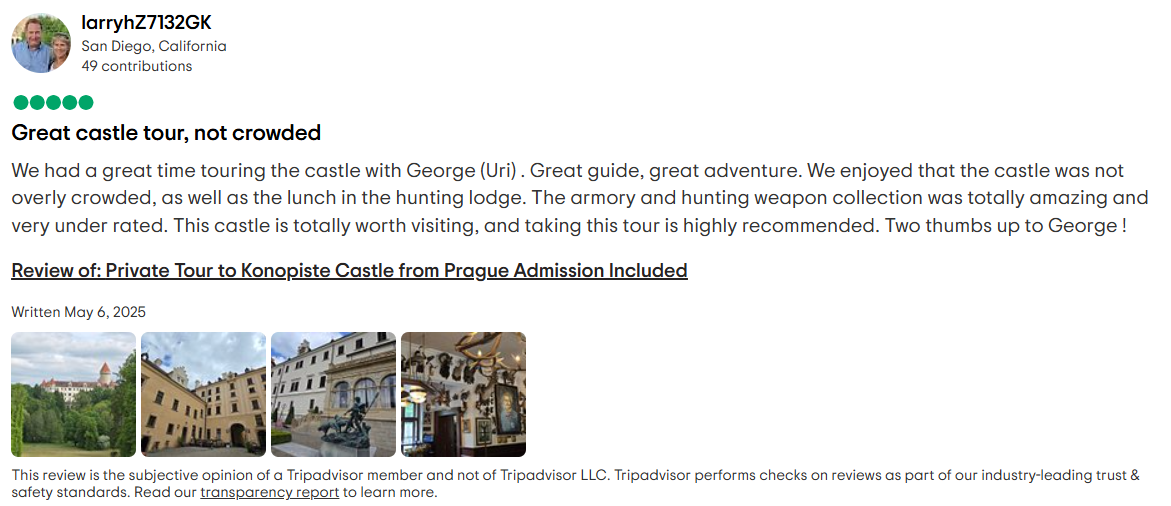 larryhZ7132GK
San Diego, California
49 contributions
Great castle tour, not crowded
We had a great time touring the castle with George (Uri) . Great guide, great adventure. We enjoyed that the castle was not
overly crowded, as well as the lunch in the hunting lodge. The armory and hunting weapon collection was totally amazing and
very under rated. This castle is totally worth visiting, and taking this tour is highly recommended. Two thumbs up to George !
Review of: Private Tour to Konopiste Castle from Prague Admission Included
Written May 6, 2025
This review is the subjective opinion of a Tripadvisor member and not of Tripadvisor LLC. Tripadvisor performs checks on reviews as part of our industry-leading trust &
safety standards. Read our transparency report to learn more.